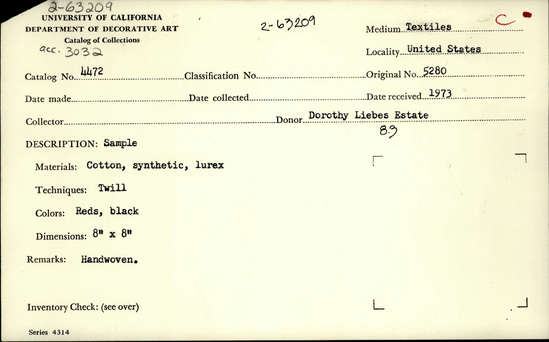 2-63209
UNIVERSITY OF CALIFORNIA
DEPARTMENT OF DECORATIVE ART
Catalog of Collections
acc. 3032
2-63209
Medium Textiles
C
Locality United States
Catalog No. 4472 Classification No. Original No. 5280
Date made Date collected Date received 1973
Collector Donor Dorothy Liebes Estate
DESCRIPTION: Sample
Materials: Cotton, synthetic, lurex
Techniques: Twill
Colors: Reds, black
Dimensions: 8" x 8"
Remarks: Handwoven.
Inventory Check: (see over)
Series 4314